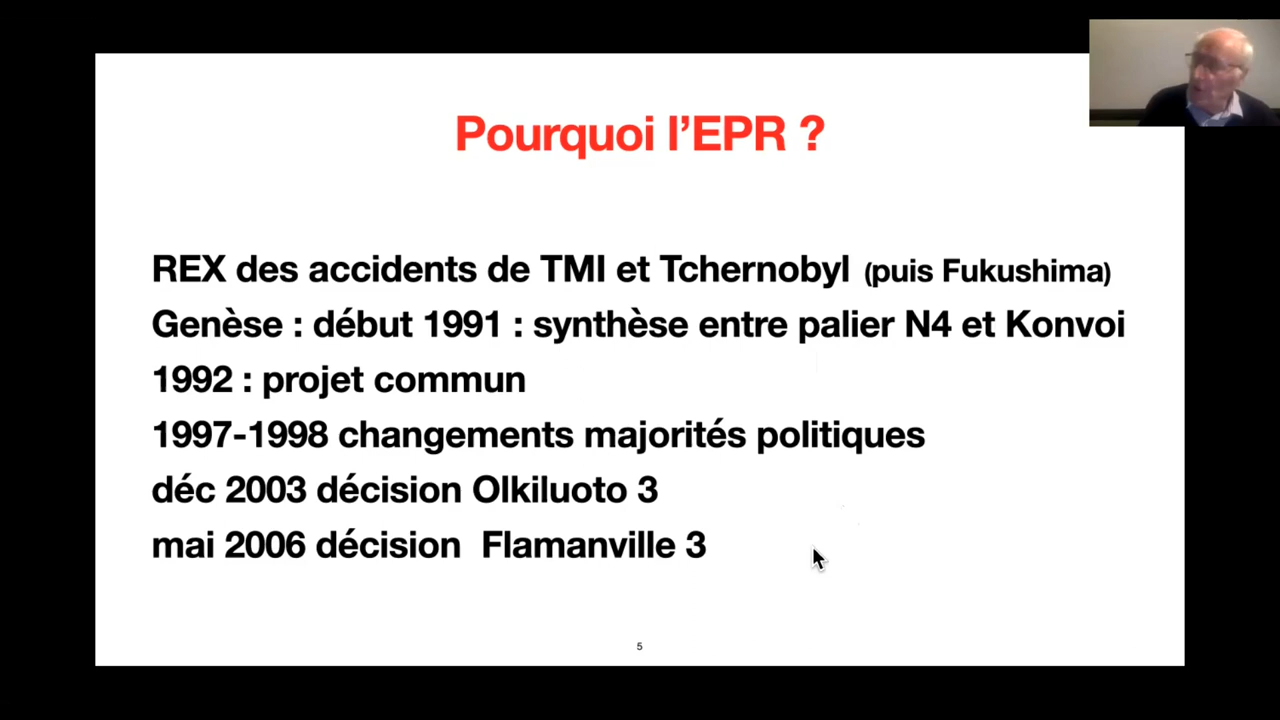 Pourquoi l’EPR ?
REX des accidents de TMI et Tchernobyl (puis Fukushima)
Genèse : début 1991 : synthèse entre palier N4 et Konvoi
1992 : projet commun
1997-1998 changements majorités politiques
déc 2003 décision Olkiluoto 3
mai 2006 décision Flamanville 3
5